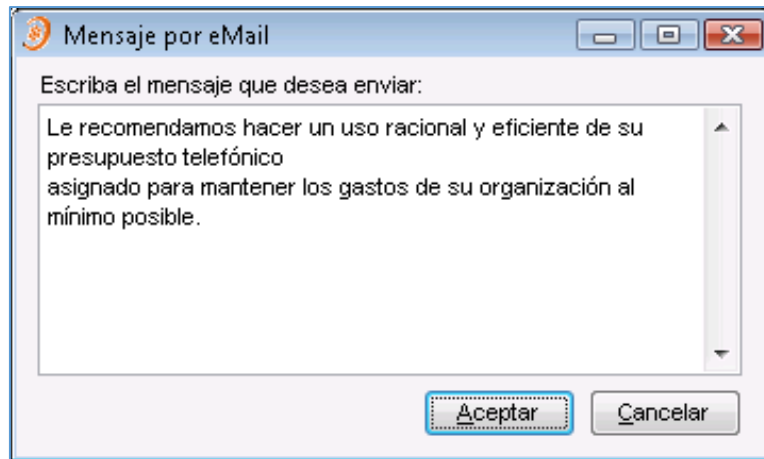 Mensaje por eMail
Escriba el mensaje que desea enviar:
Le recomendamos hacer un uso racional y eficiente de su
presupuesto telefónico
asignado para mantener los gastos de su organización al
mínimo posible.
Aceptar
Cancelar